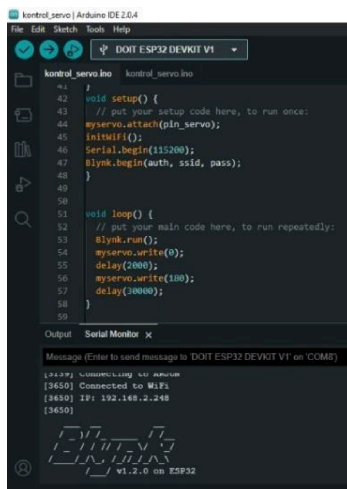 kontrol_servo | Arduino IDE 2.0.4
File Edit Sketch Tools Help
DOIT ESP32 DEVKIT V1
kontrol_servo.ino kontrol_servo.ino
41 }
42 void setup() {
43 // put your setup code here, to run once:
44 myservo.attach(pin_servo);
45 initWiFi();
46 Serial.begin(115200);
47 Blynk.begin(auth, ssid, pass);
48 }
49
50
51 void loop() {
52 // put your main code here, to run repeatedly:
53 Blynk.run();
54 myservo.write(0);
55 delay(2000);
56 myservo.write(180);
57 delay(30000);
58 }
59
Output Serial Monitor x
Message (Enter to send message to 'DOIT ESP32 DEVKIT V1' on 'COM8')
[3139] Connecting to
[3650] Connected to WiFi
[3650] IP: 192.168.2.248
[3650]
v1.2.0 on ESP32